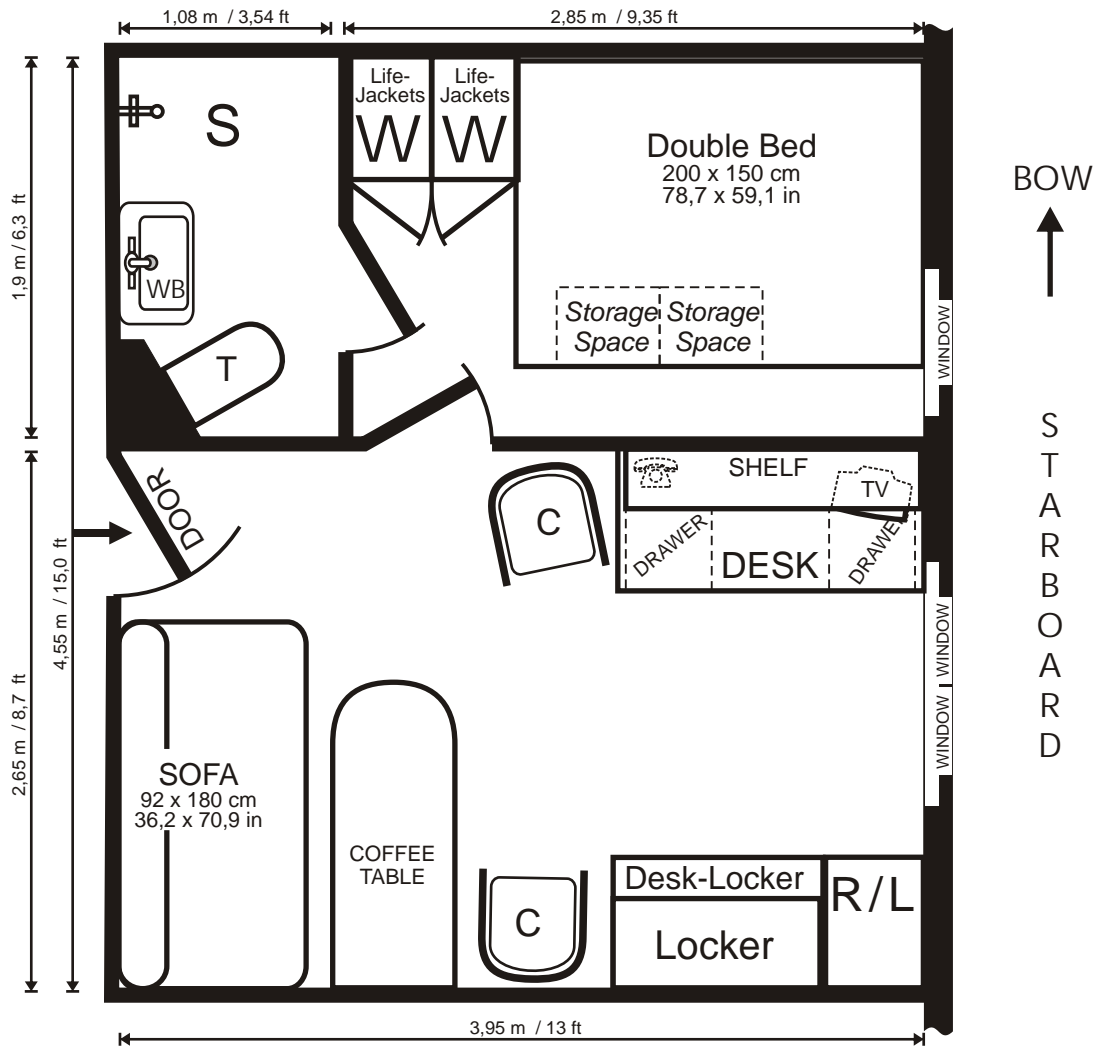 1,08 m / 3,54 ft
2,85 m / 9,35 ft
Life-
Jackets
W
Life-
Jackets
W
S
Double Bed
200 x 150 cm
78,7 x 59,1 in
BOW
1,9 m / 6,3 ft
WB
Storage
Space
Storage
Space
WINDOW
T
STARBOARD
DOOR
SHELF
TV
C
DRAWER
DESK
DRAWER
4,55 m / 15,0 ft
WINDOW
WINDOW
2,65 m / 8,7 ft
SOFA
92 x 180 cm
36,2 x 70,9 in
COFFEE
TABLE
C
Desk-Locker
R/L
Locker
3,95 m / 13 ft